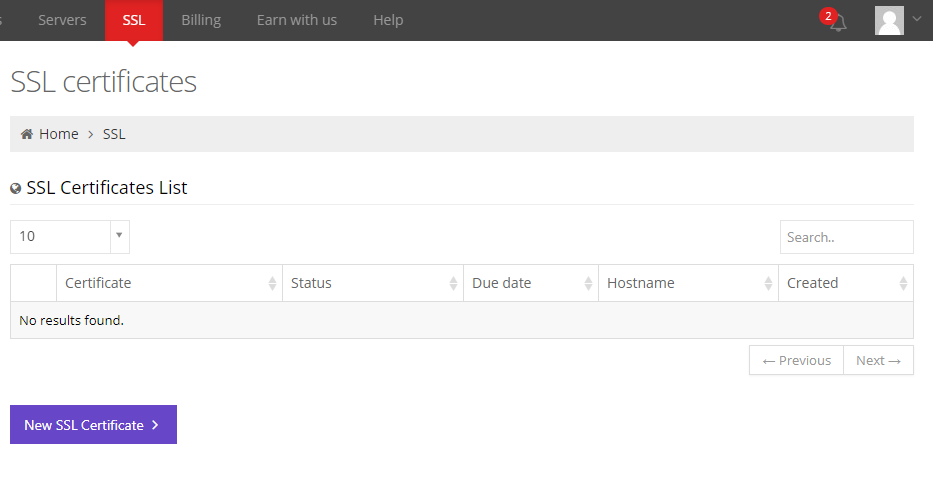 s Servers SSL Billing Earn with us Help 2
SSL certificates
Home > SSL
SSL Certificates List
10 Search..
Certificate Status Due date Hostname Created
No results found.
← Previous Next →
New SSL Certificate >